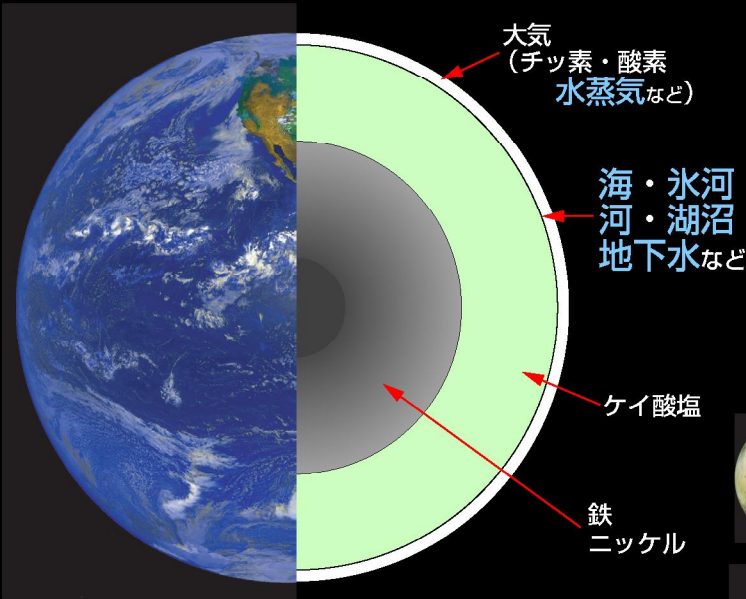 大気
(チッ素・酸素
水蒸気など)
海・氷河
河・湖沼
地下水など
ケイ酸塩
鉄
ニッケル